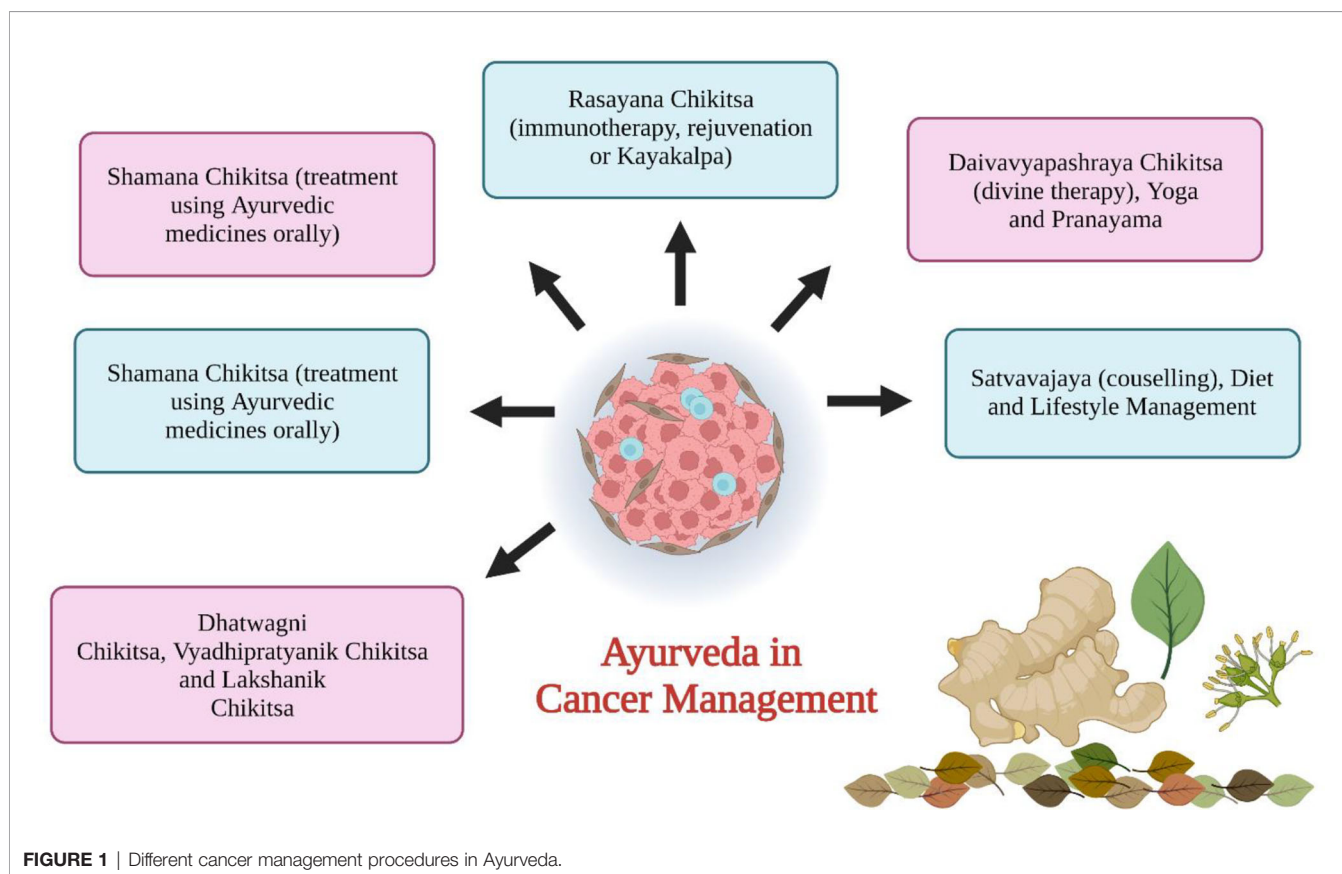 Rasayana Chikitsa
(immunotherapy, rejuvenation
or Kayakalpa)
Shamana Chikitsa (treatment
using Ayurvedic
medicines orally)
Daivavyapashraya Chikitsa
(divine therapy), Yoga
and Pranayama
Shamana Chikitsa (treatment
using Ayurvedic
medicines orally)
Satvavajaya (couselling), Diet
and Lifestyle Management
Dhatwagni
Chikitsa, Vyadhipratyanik Chikitsa
and Lakshanik
Chikitsa
Ayurveda in
Cancer Management
FIGURE 1 | Different cancer management procedures in Ayurveda.